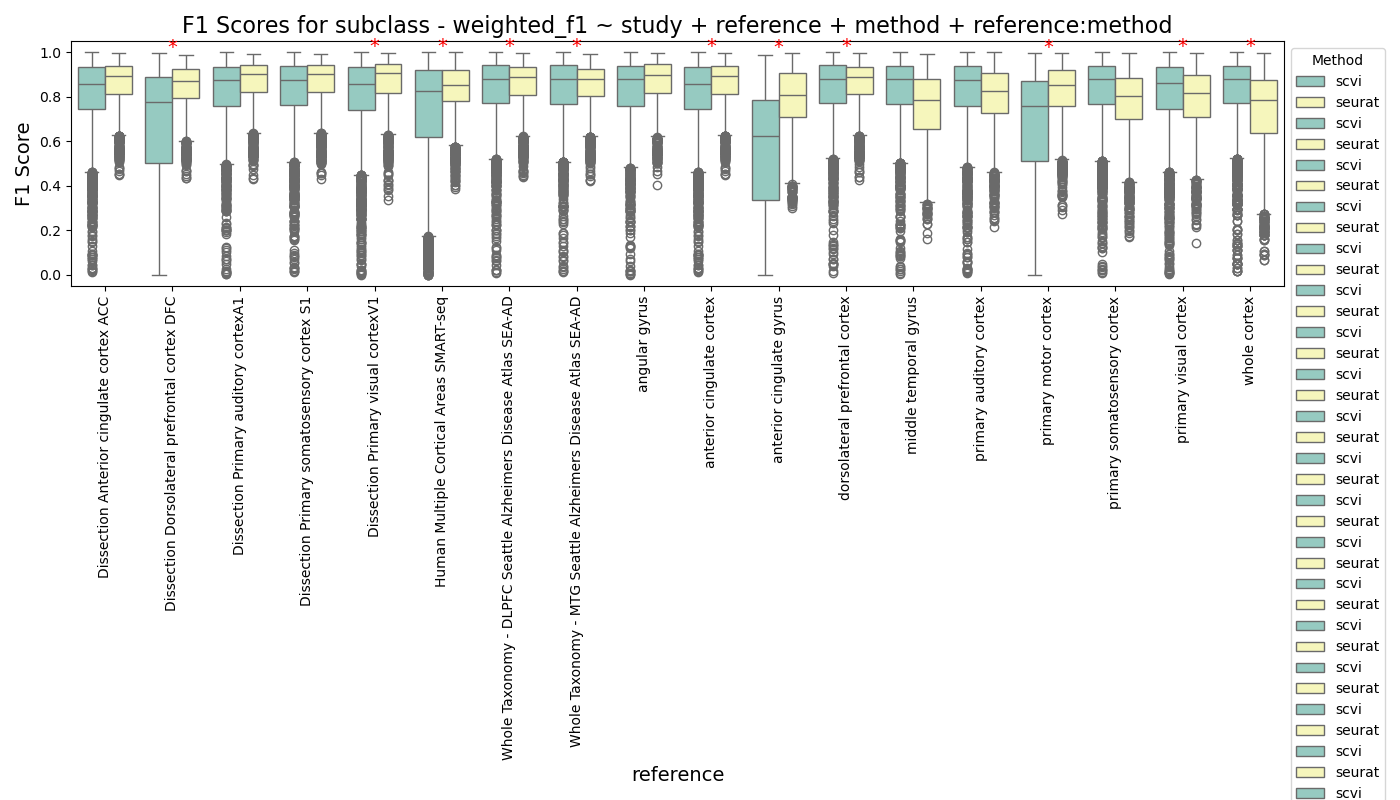 F1 Scores for subclass - weighted_f1 ~ study + reference + method + reference:method
* * * * * * * * * * *
F1 Score
1.0
0.8
0.6
0.4
0.2
0.0
Dissection Anterior cingulate cortex ACC
Dissection Dorsolateral prefrontal cortex DFC
Dissection Primary auditory cortexA1
Dissection Primary somatosensory cortex S1
Dissection Primary visual cortexV1
Human Multiple Cortical Areas SMART-seq
Whole Taxonomy - DLPFC Seattle Alzheimers Disease Atlas SEA-AD
Whole Taxonomy - MTG Seattle Alzheimers Disease Atlas SEA-AD
angular gyrus
anterior cingulate cortex
anterior cingulate gyrus
dorsolateral prefrontal cortex
middle temporal gyrus
primary auditory cortex
primary motor cortex
primary somatosensory cortex
primary visual cortex
whole cortex
reference
Method
scvi
seurat
scvi
seurat
scvi
seurat
scvi
seurat
scvi
seurat
scvi
seurat
scvi
seurat
scvi
seurat
scvi
seurat
scvi
seurat
scvi
seurat
scvi
seurat
scvi
seurat
scvi
seurat
scvi
seurat
scvi
seurat
scvi
seurat
scvi